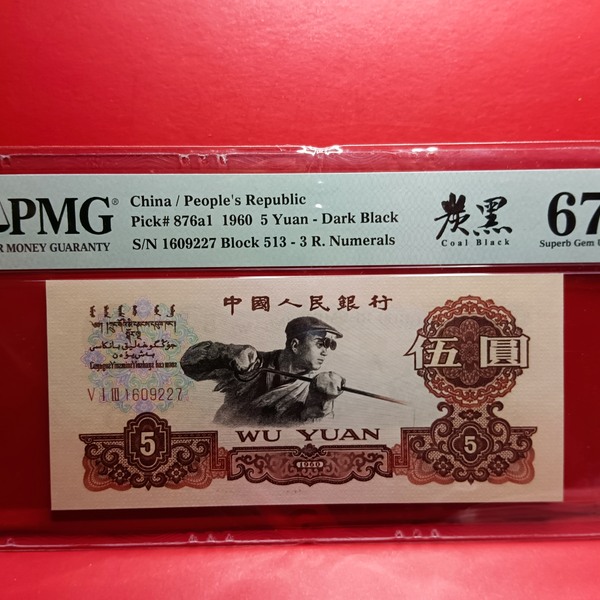 PMG®
R MONEY GUARANTY
China / People's Republic
Pick# 876a1 1960 5 Yuan - Dark Black
S/N 1609227 Block 513 - 3 R. Numerals
炭黑
Coal Black
67
Superb Gem U
中國人民銀行
伍圓
V I III 1609227
WU YUAN
5
1960
5